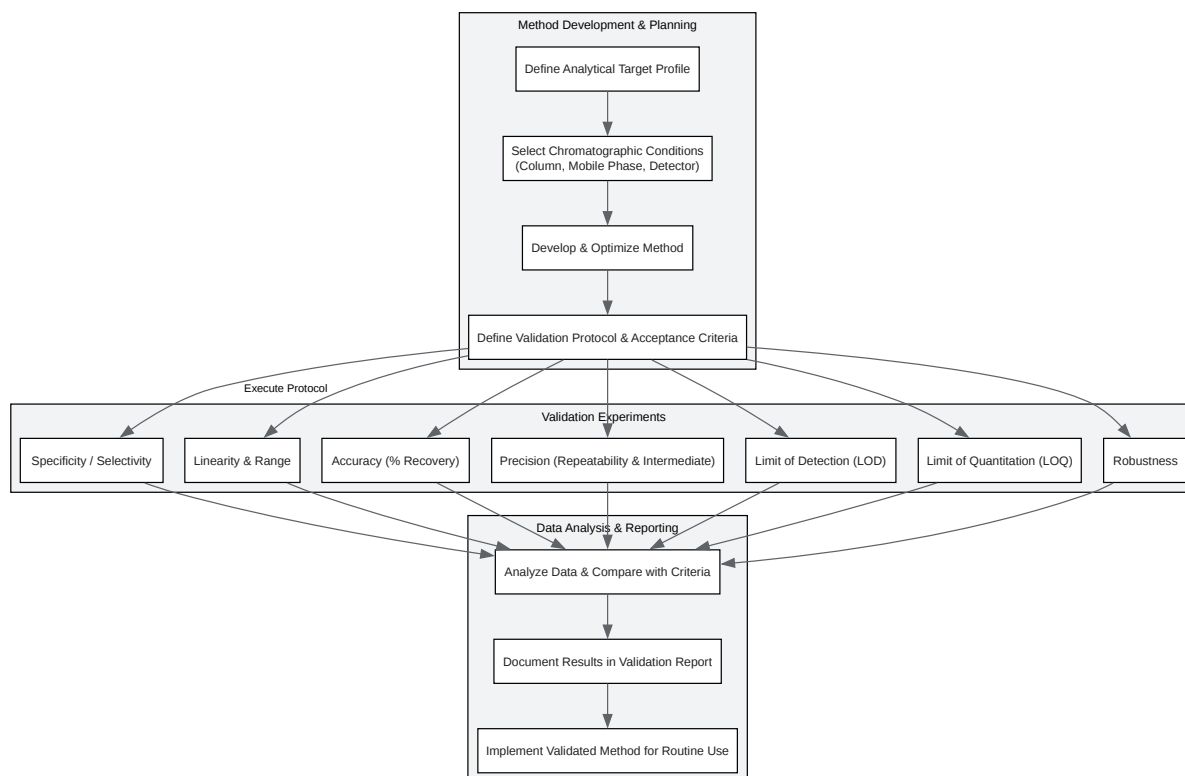 Method Development & Planning
Define Analytical Target Profile
Select Chromatographic Conditions
(Column, Mobile Phase, Detector)
Develop & Optimize Method
Define Validation Protocol & Acceptance Criteria
Execute Protocol
Validation Experiments
Specificity / Selectivity
Linearity & Range
Accuracy (% Recovery)
Precision (Repeatability & Intermediate)
Limit of Detection (LOD)
Limit of Quantitation (LOQ)
Robustness
Data Analysis & Reporting
Analyze Data & Compare with Criteria
Document Results in Validation Report
Implement Validated Method for Routine Use